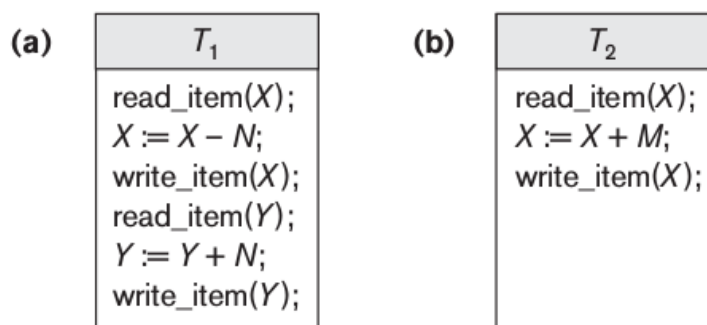 (a) T₁
read_item(X);
X := X – N;
write_item(X);
read_item(Y);
Y := Y + N;
write_item(Y);
(b) T₂
read_item(X);
X := X + M;
write_item(X);